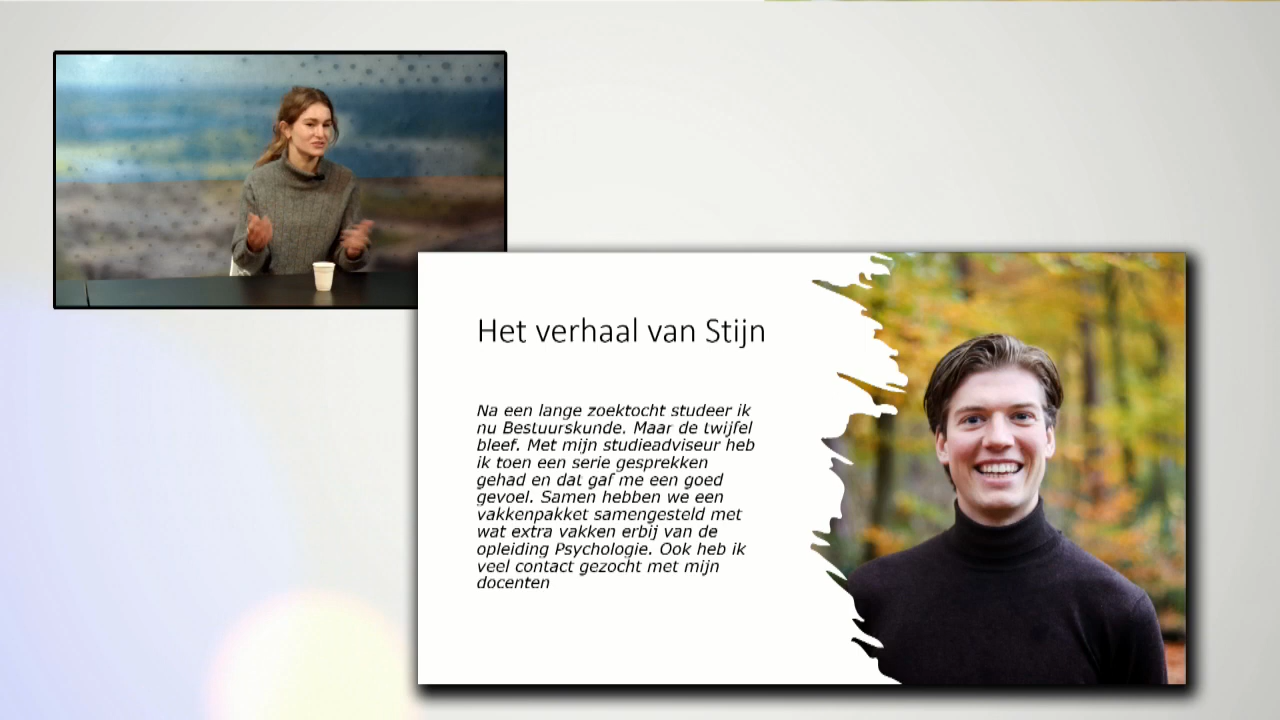 Het verhaal van Stijn
Na een lange zoektocht studeer ik
nu Bestuurskunde. Maar de twijfel
bleef. Met mijn studieadviseur heb
ik toen een serie gesprekken
gehad en dat gaf me een goed
gevoel. Samen hebben we een
vakkenpakket samengesteld met
wat extra vakken erbij van de
opleiding Psychologie. Ook heb ik
veel contact gezocht met mijn
docenten